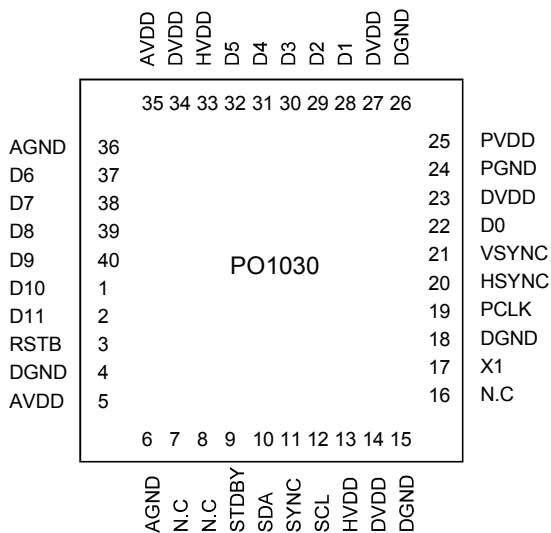 AVDD DVDD HVDD D5 D4 D3 D2 D1 DVDD DGND
35 34 33 32 31 30 29 28 27 26
AGND 36
D6 37
D7 38
D8 39
D9 40
D10 1
D11 2
RSTB 3
DGND 4
AVDD 5
PO1030
25 PVDD
24 PGND
23 DVDD
22 D0
21 VSYNC
20 HSYNC
19 PCLK
18 DGND
17 X1
16 N.C
6 7 8 9 10 11 12 13 14 15
AGND N.C N.C STDBY SDA SYNC SCL HVDD DVDD DGND